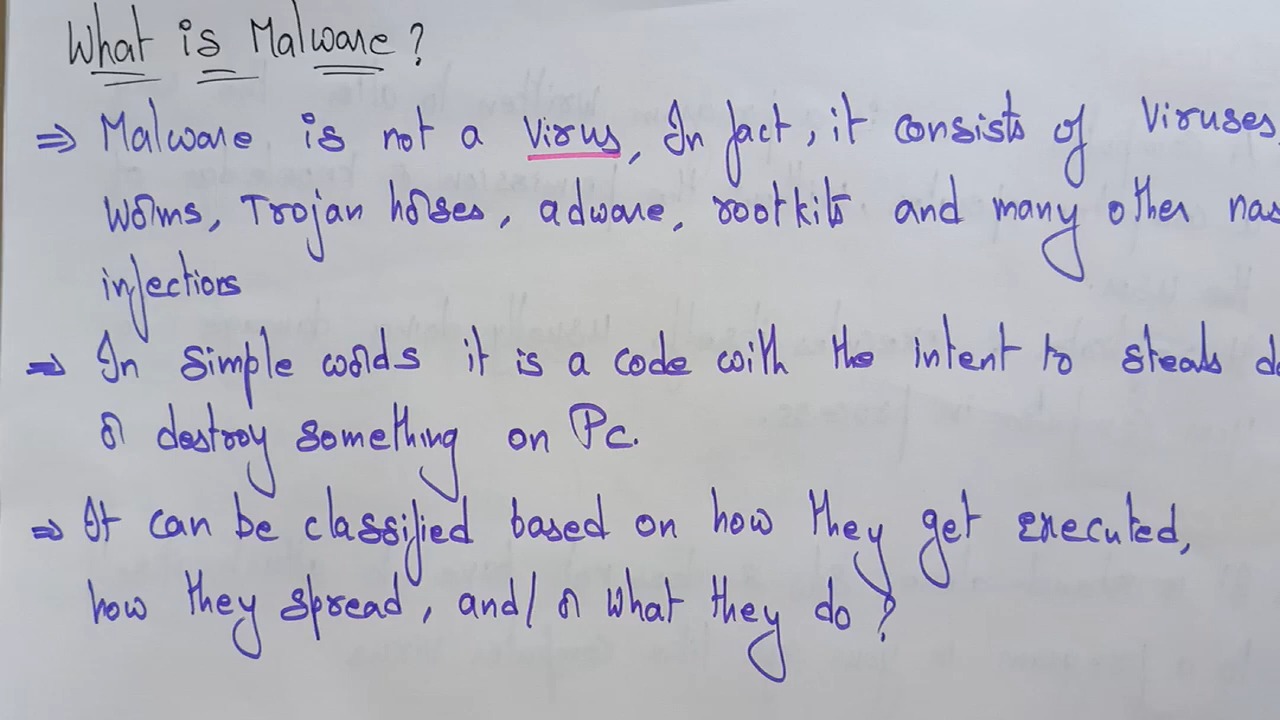 What is Malware?
⇒ Malware is not a Virus, In fact, it consists of Viruses,
worms, Trojan horses, adware, rootkits and many other nas
injections
⇒ In simple words it is a code with the intent to steals d
or destroy something on Pc.
⇒ It can be classified based on how they get executed,
how they spread, and/or what they do?